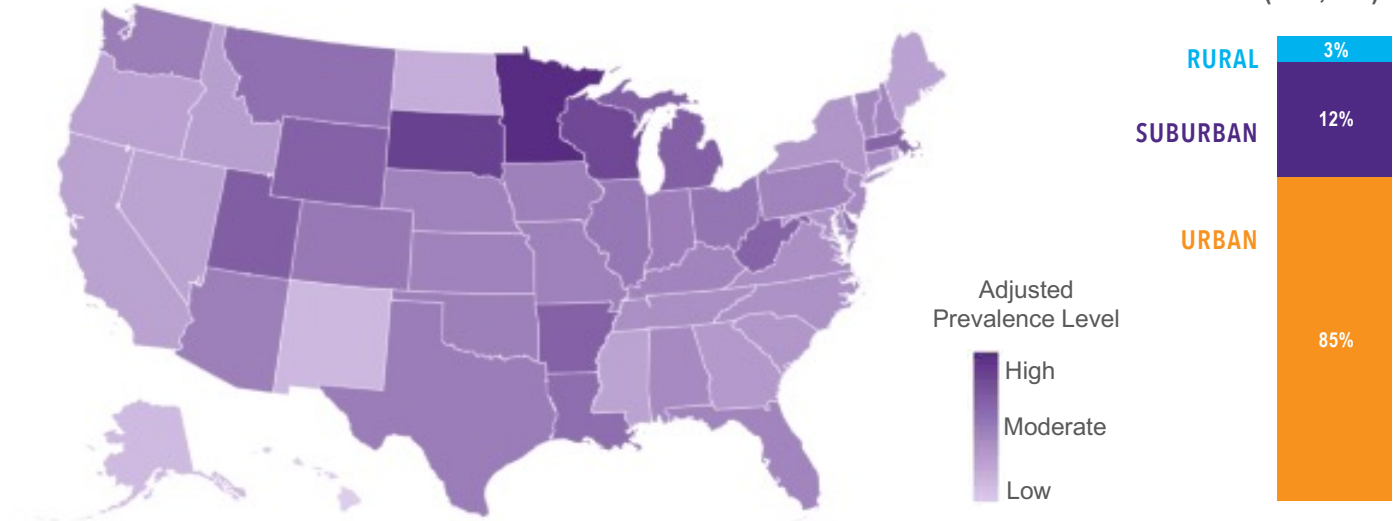 RURAL
3%
SUBURBAN
12%
URBAN
85%
Adjusted
Prevalence Level
High
Moderate
Low